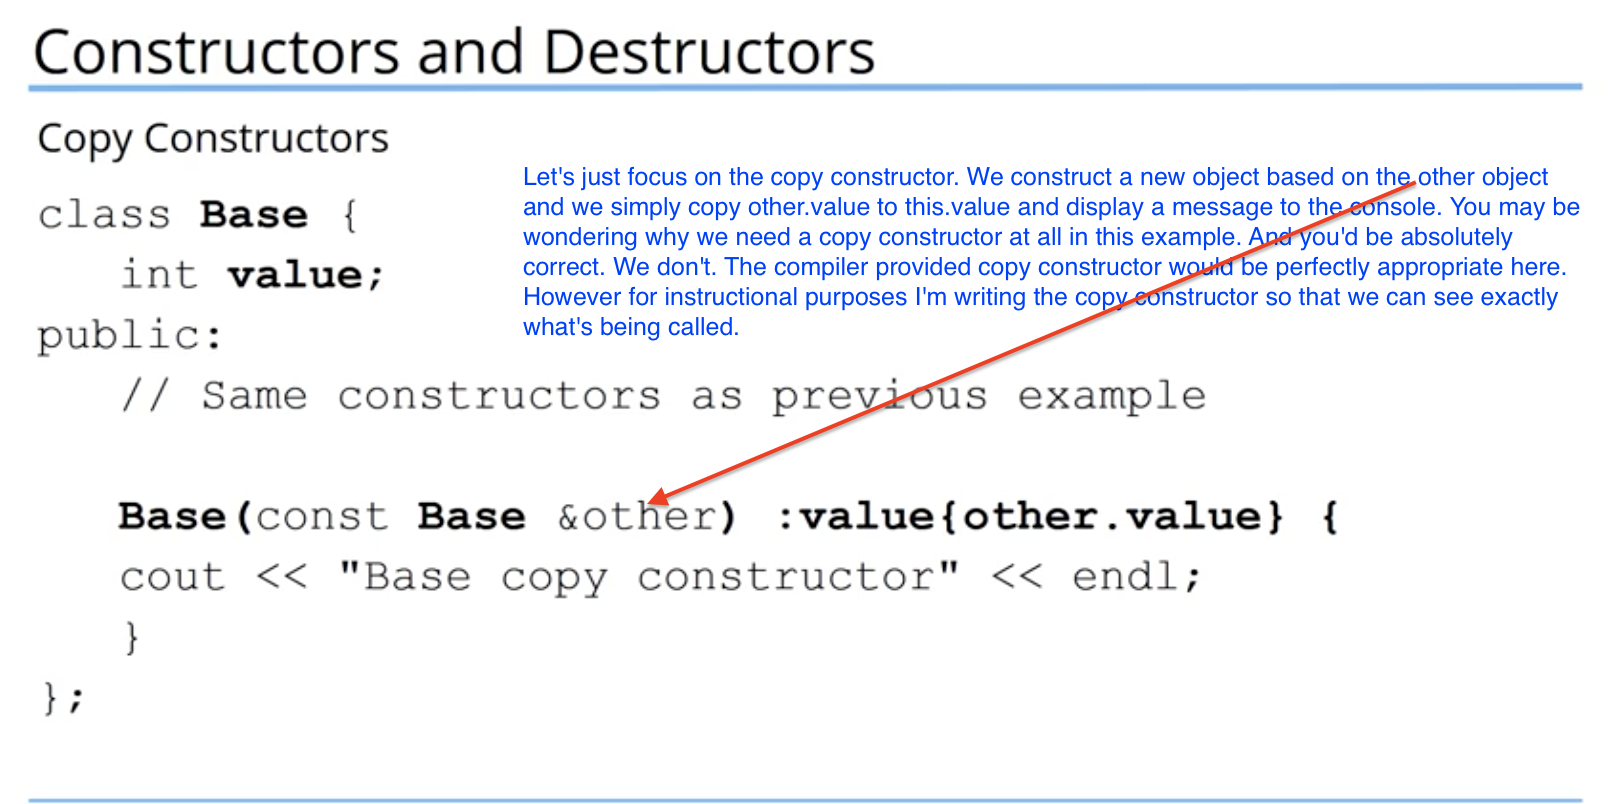 Constructors and Destructors
Copy Constructors
Let's just focus on the copy constructor. We construct a new object based on the other object
and we simply copy other.value to this.value and display a message to the console. You may be
wondering why we need a copy constructor at all in this example. And you'd be absolutely
correct. We don't. The compiler provided copy constructor would be perfectly appropriate here.
However for instructional purposes I'm writing the copy constructor so that we can see exactly
what's being called.
class Base {
int value;
public:
// Same constructors as previous example
Base(const Base &other) :value{other.value} {
cout << "Base copy constructor" << endl;
}
};